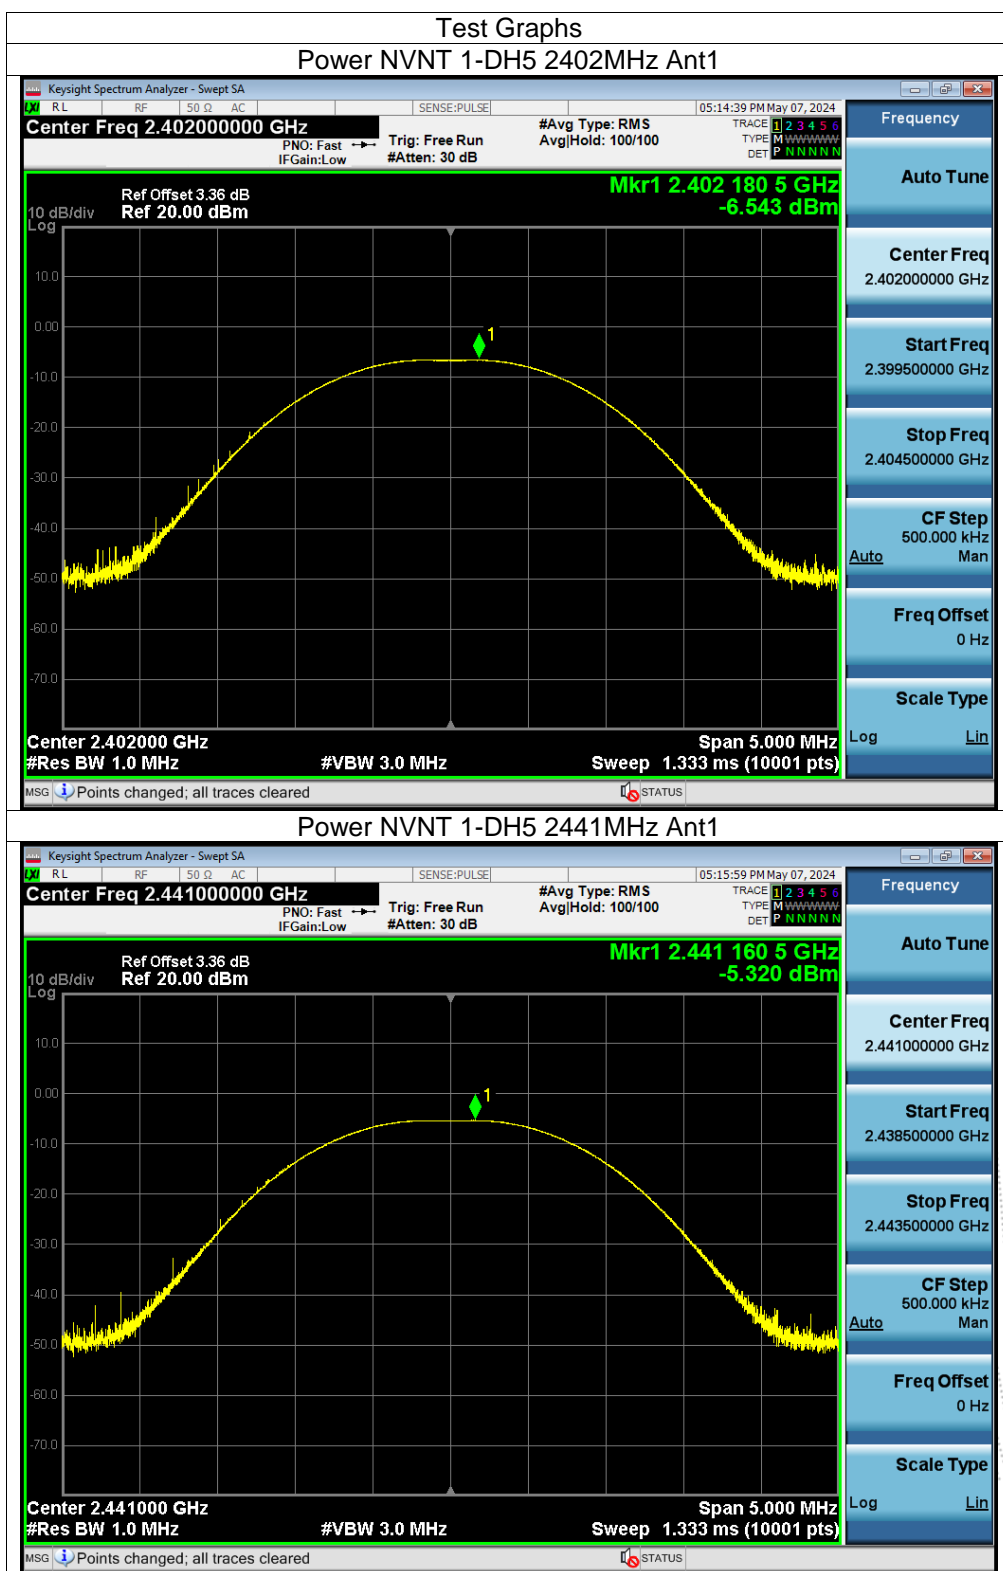 Test Graphs
Power NVNT 1-DH5 2402MHz Ant1
Keysight Spectrum Analyzer - Swept SA
LXI RL RF 50 Ω AC SENSE:PULSE 05:14:39 PM May 07, 2024
Center Freq 2.402000000 GHz #Avg Type: RMS TRACE 1 2 3 4 5 6
PNO: Fast Trig: Free Run Avg|Hold: 100/100 TYPE M WWWWW
IFGain:Low #Atten: 30 dB DET P N N N N N
Frequency
Mkr1 2.402 180 5 GHz
-6.543 dBm
Ref Offset 3.36 dB
10 dB/div Ref 20.00 dBm
Log
10.0
0.00
-10.0
-20.0
-30.0
-40.0
-50.0
-60.0
-70.0
1
Center 2.402000 GHz Span 5.000 MHz
#Res BW 1.0 MHz #VBW 3.0 MHz Sweep 1.333 ms (10001 pts)
Auto Tune
Center Freq
2.402000000 GHz
Start Freq
2.399500000 GHz
Stop Freq
2.404500000 GHz
CF Step
500.000 kHz
Auto Man
Freq Offset
0 Hz
Scale Type
Log Lin
MSG Points changed; all traces cleared STATUS
Power NVNT 1-DH5 2441MHz Ant1
Keysight Spectrum Analyzer - Swept SA
LXI RL RF 50 Ω AC SENSE:PULSE 05:15:59 PM May 07, 2024
Center Freq 2.441000000 GHz #Avg Type: RMS TRACE 1 2 3 4 5 6
PNO: Fast Trig: Free Run Avg|Hold: 100/100 TYPE M WWWWW
IFGain:Low #Atten: 30 dB DET P N N N N N
Frequency
Mkr1 2.441 160 5 GHz
-5.320 dBm
Ref Offset 3.36 dB
10 dB/div Ref 20.00 dBm
Log
10.0
0.00
-10.0
-20.0
-30.0
-40.0
-50.0
-60.0
-70.0
1
Center 2.441000 GHz Span 5.000 MHz
#Res BW 1.0 MHz #VBW 3.0 MHz Sweep 1.333 ms (10001 pts)
Auto Tune
Center Freq
2.441000000 GHz
Start Freq
2.438500000 GHz
Stop Freq
2.443500000 GHz
CF Step
500.000 kHz
Auto Man
Freq Offset
0 Hz
Scale Type
Log Lin
MSG Points changed; all traces cleared STATUS